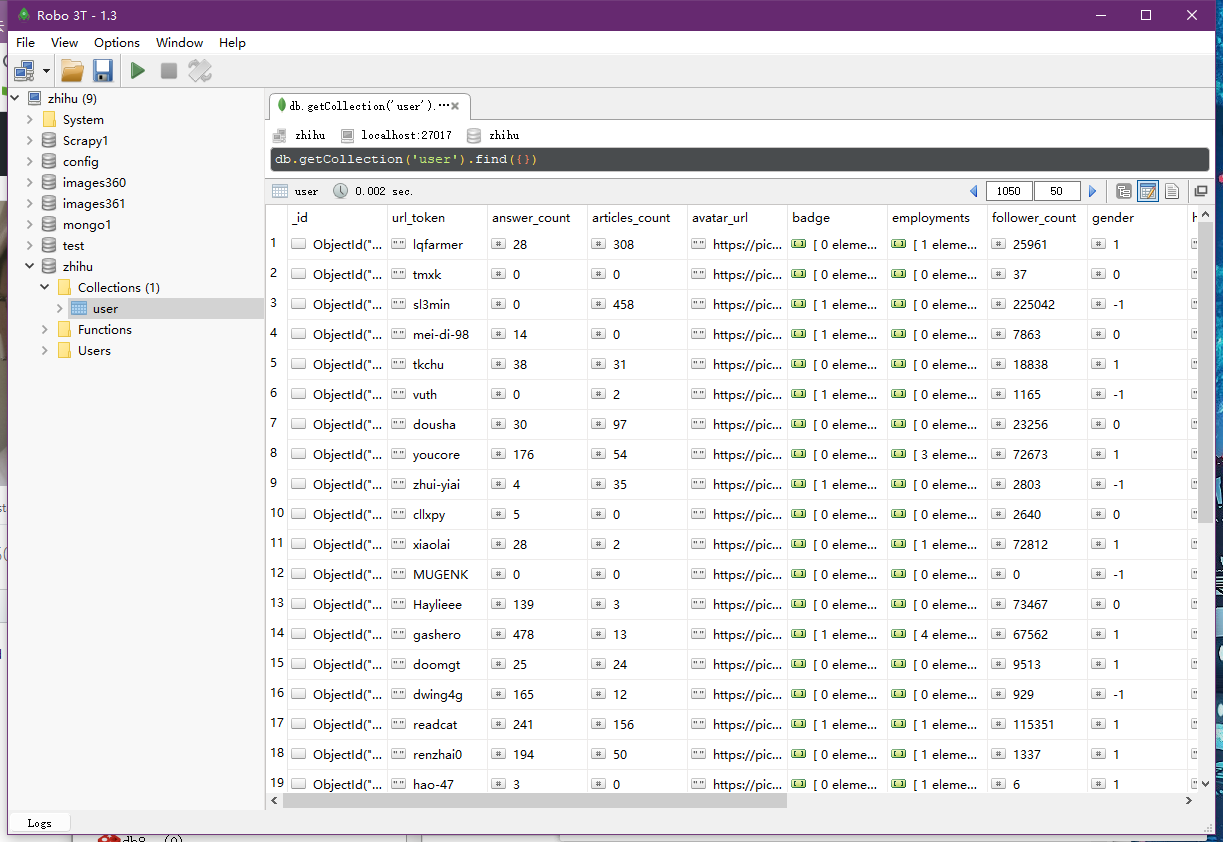 Robo 3T - 1.3
File View Options Window Help
zhihu (9)
System
Scrapy1
config
images360
images361
mongo1
test
zhihu
Collections (1)
user
Functions
Users
db.getCollection('user').···
zhihu localhost:27017 zhihu
db.getCollection('user').find({})
user 0.002 sec. 1050 50
_id url_token answer_count articles_count avatar_url badge employments follower_count gender
1 ObjectId("... lqfarmer 28 308 https://pic... [ 0 eleme... [ 1 eleme... 25961 1
2 ObjectId("... tmxk 0 0 https://pic... [ 0 eleme... [ 0 eleme... 37 0
3 ObjectId("... sl3min 0 458 https://pic... [ 1 eleme... [ 0 eleme... 225042 -1
4 ObjectId("... mei-di-98 14 0 https://pic... [ 1 eleme... [ 0 eleme... 7863 0
5 ObjectId("... tkchu 38 31 https://pic... [ 0 eleme... [ 0 eleme... 18838 1
6 ObjectId("... vuth 0 2 https://pic... [ 1 eleme... [ 0 eleme... 1165 -1
7 ObjectId("... dousha 30 97 https://pic... [ 0 eleme... [ 0 eleme... 23256 0
8 ObjectId("... youcore 176 54 https://pic... [ 0 eleme... [ 3 eleme... 72673 1
9 ObjectId("... zhui-yiai 4 35 https://pic... [ 1 eleme... [ 0 eleme... 2803 -1
10 ObjectId("... cllxpy 5 0 https://pic... [ 0 eleme... [ 0 eleme... 2640 0
11 ObjectId("... xiaolai 28 2 https://pic... [ 0 eleme... [ 1 eleme... 72812 1
12 ObjectId("... MUGENK 0 0 https://pic... [ 0 eleme... [ 0 eleme... 0 -1
13 ObjectId("... Haylieee 139 3 https://pic... [ 0 eleme... [ 0 eleme... 73467 0
14 ObjectId("... gashero 478 13 https://pic... [ 1 eleme... [ 4 eleme... 67562 1
15 ObjectId("... doomgt 25 24 https://pic... [ 0 eleme... [ 0 eleme... 9513 1
16 ObjectId("... dwing4g 165 12 https://pic... [ 0 eleme... [ 0 eleme... 929 -1
17 ObjectId("... readcat 241 156 https://pic... [ 1 eleme... [ 1 eleme... 115351 1
18 ObjectId("... renzhai0 194 50 https://pic... [ 0 eleme... [ 1 eleme... 1337 1
19 ObjectId("... hao-47 3 0 https://pic... [ 0 eleme... [ 1 eleme... 6 1
Logs